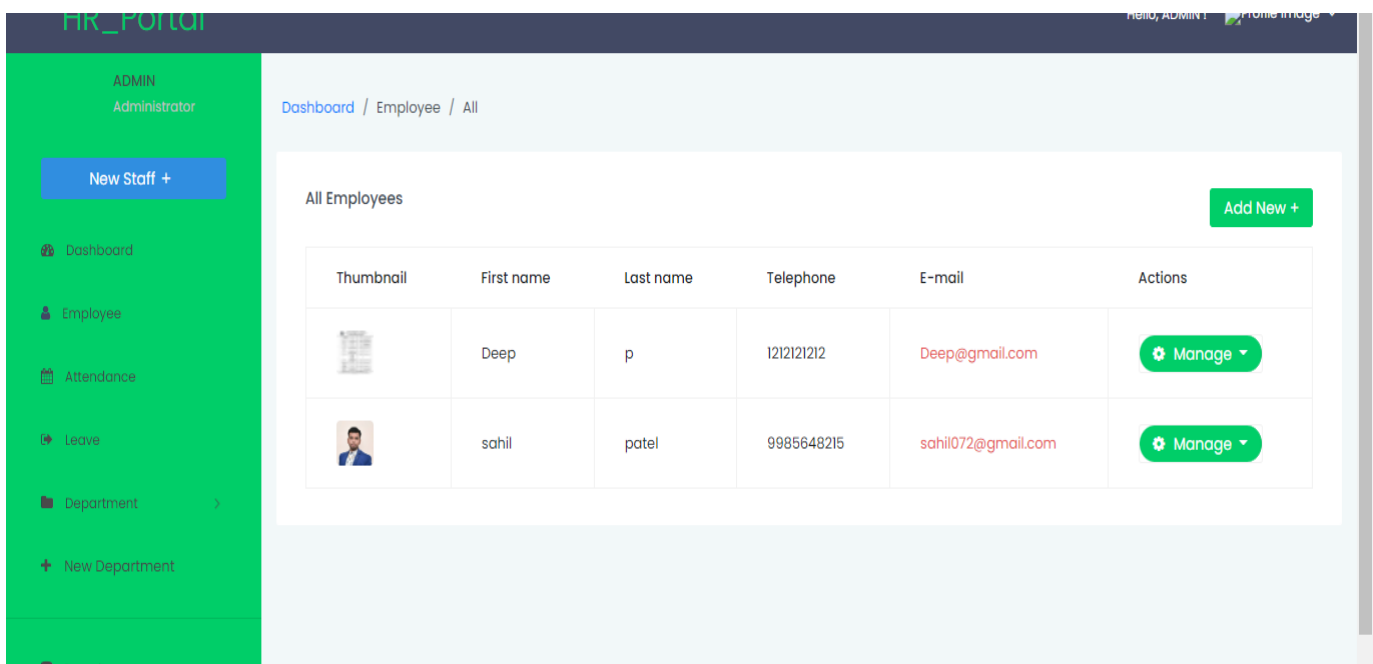 HR_Portal
Hello, ADMIN !
Profile Image
ADMIN
Administrator
New Staff +
Dashboard
Employee
Attendance
Leave
Department
New Department
Dashboard / Employee / All
All Employees
Add New +
Thumbnail First name Last name Telephone E-mail Actions
Deep p 1212121212 Deep@gmail.com Manage
sahil patel 9985648215 sahil072@gmail.com Manage